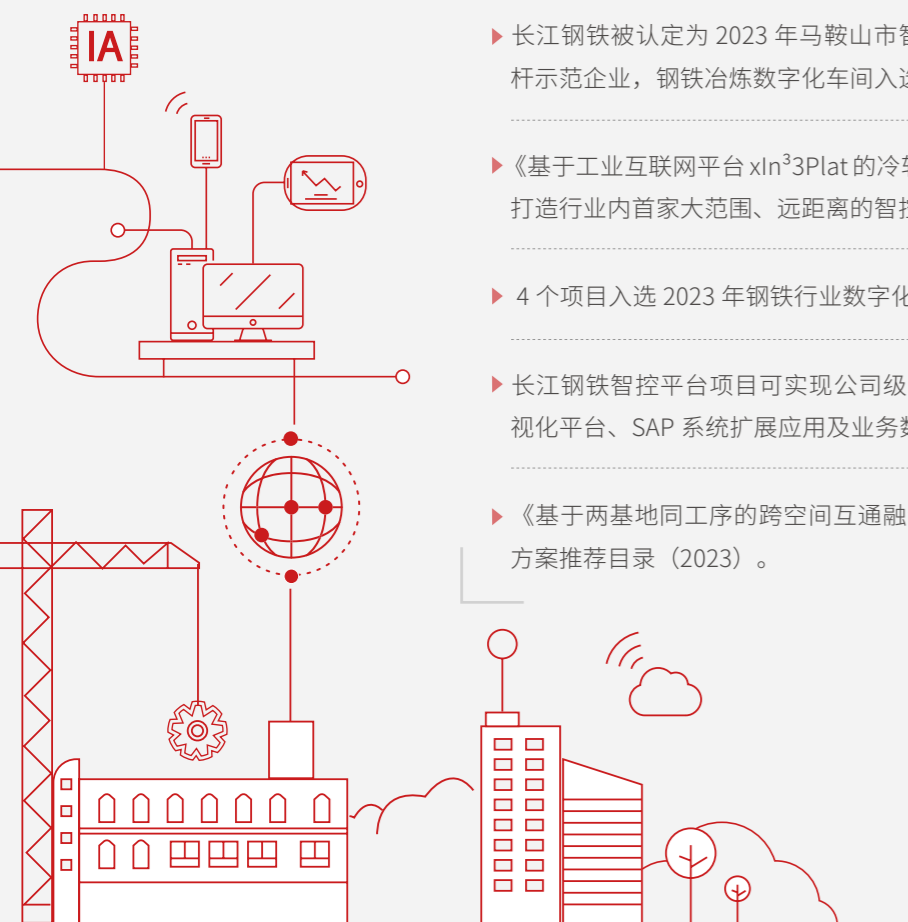 IA
长江钢铁被认定为 2023 年马鞍山市智
杆示范企业，钢铁冶炼数字化车间入选
《基于工业互联网平台 xIn³3Plat 的冷轧
打造行业内首家大范围、远距离的智控
4 个项目入选 2023 年钢铁行业数字化
长江钢铁智控平台项目可实现公司级
视化平台、SAP 系统扩展应用及业务数
《基于两基地同工序的跨空间互通融
方案推荐目录（2023）。